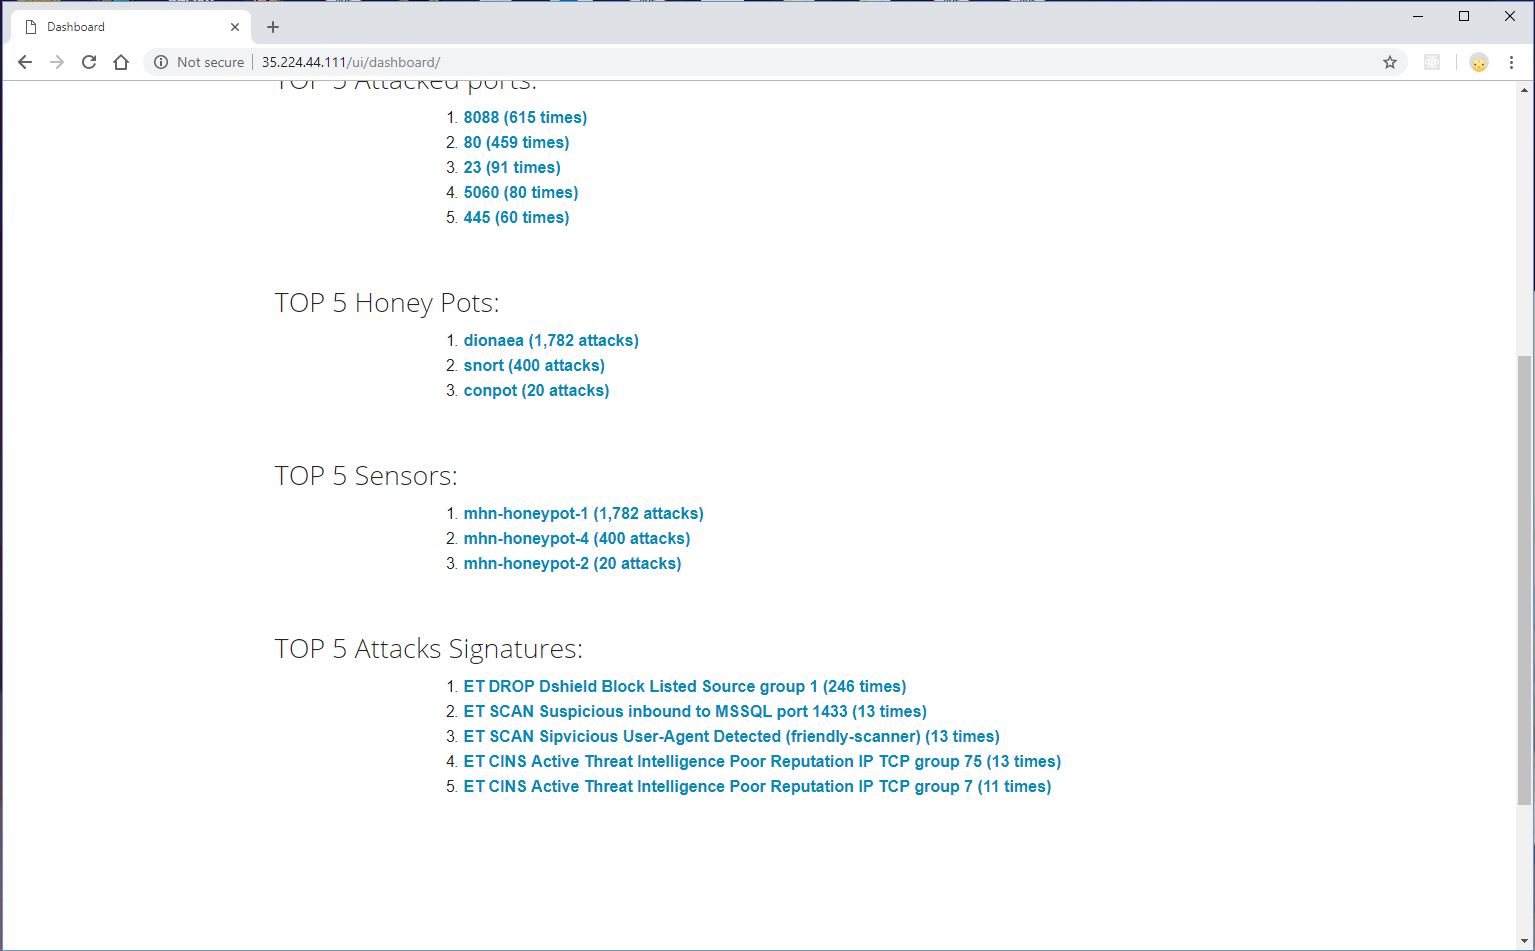 Dashboard
Not secure | 35.224.44.111/ui/dashboard/
TOP 5 Attacked ports:
1. 8088 (615 times)
2. 80 (459 times)
3. 23 (91 times)
4. 5060 (80 times)
5. 445 (60 times)
TOP 5 Honey Pots:
1. dionaea (1,782 attacks)
2. snort (400 attacks)
3. conpot (20 attacks)
TOP 5 Sensors:
1. mhn-honeypot-1 (1,782 attacks)
2. mhn-honeypot-4 (400 attacks)
3. mhn-honeypot-2 (20 attacks)
TOP 5 Attacks Signatures:
1. ET DROP Dshield Block Listed Source group 1 (246 times)
2. ET SCAN Suspicious inbound to MSSQL port 1433 (13 times)
3. ET SCAN Sipvicious User-Agent Detected (friendly-scanner) (13 times)
4. ET CINS Active Threat Intelligence Poor Reputation IP TCP group 75 (13 times)
5. ET CINS Active Threat Intelligence Poor Reputation IP TCP group 7 (11 times)